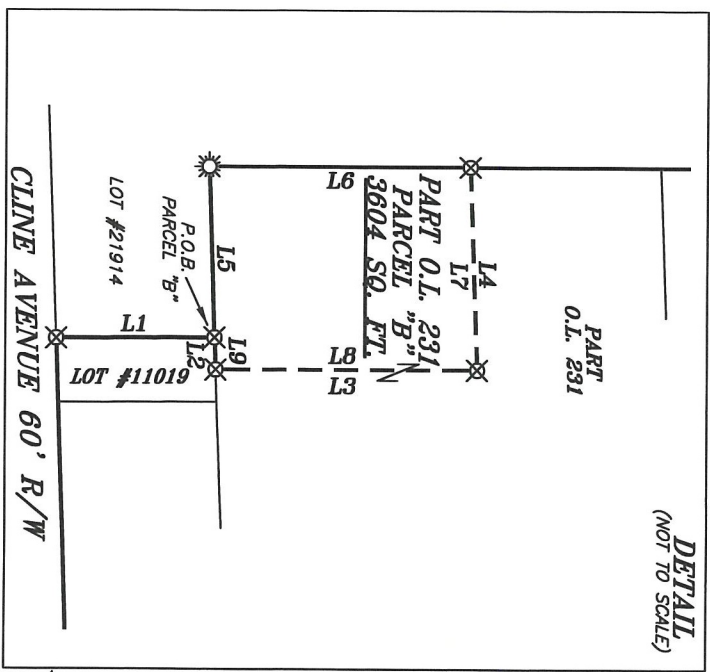 DETAIL
(NOT TO SCALE)
PART
O.L. 231
L4
L7
PART O.L. 231
PARCEL "B"
3604 SQ. FT.
L6
L8
L3
L5
P.O.B.
PARCEL "B"
L9
L2
L1
LOT #21914
LOT #11019
CLINE AVENUE 60' R/W